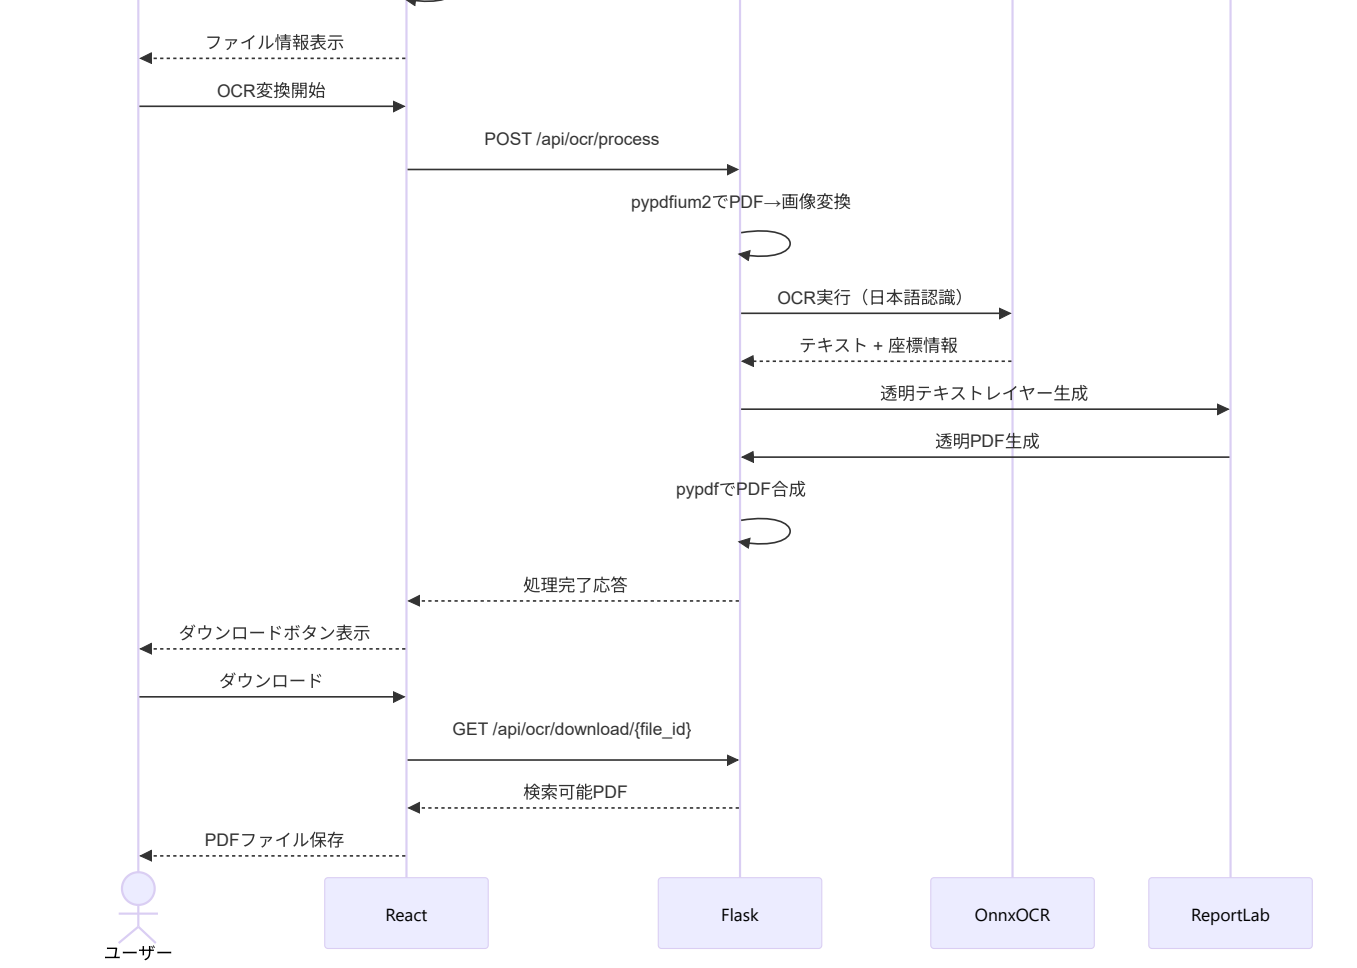 ファイル情報表示
OCR変換開始
POST /api/ocr/process
pypdfium2でPDF→画像変換
OCR実行（日本語認識）
テキスト + 座標情報
透明テキストレイヤー生成
透明PDF生成
pypdfでPDF合成
処理完了応答
ダウンロードボタン表示
ダウンロード
GET /api/ocr/download/{file_id}
検索可能PDF
PDFファイル保存
React
Flask
OnnxOCR
ReportLab
ユーザー